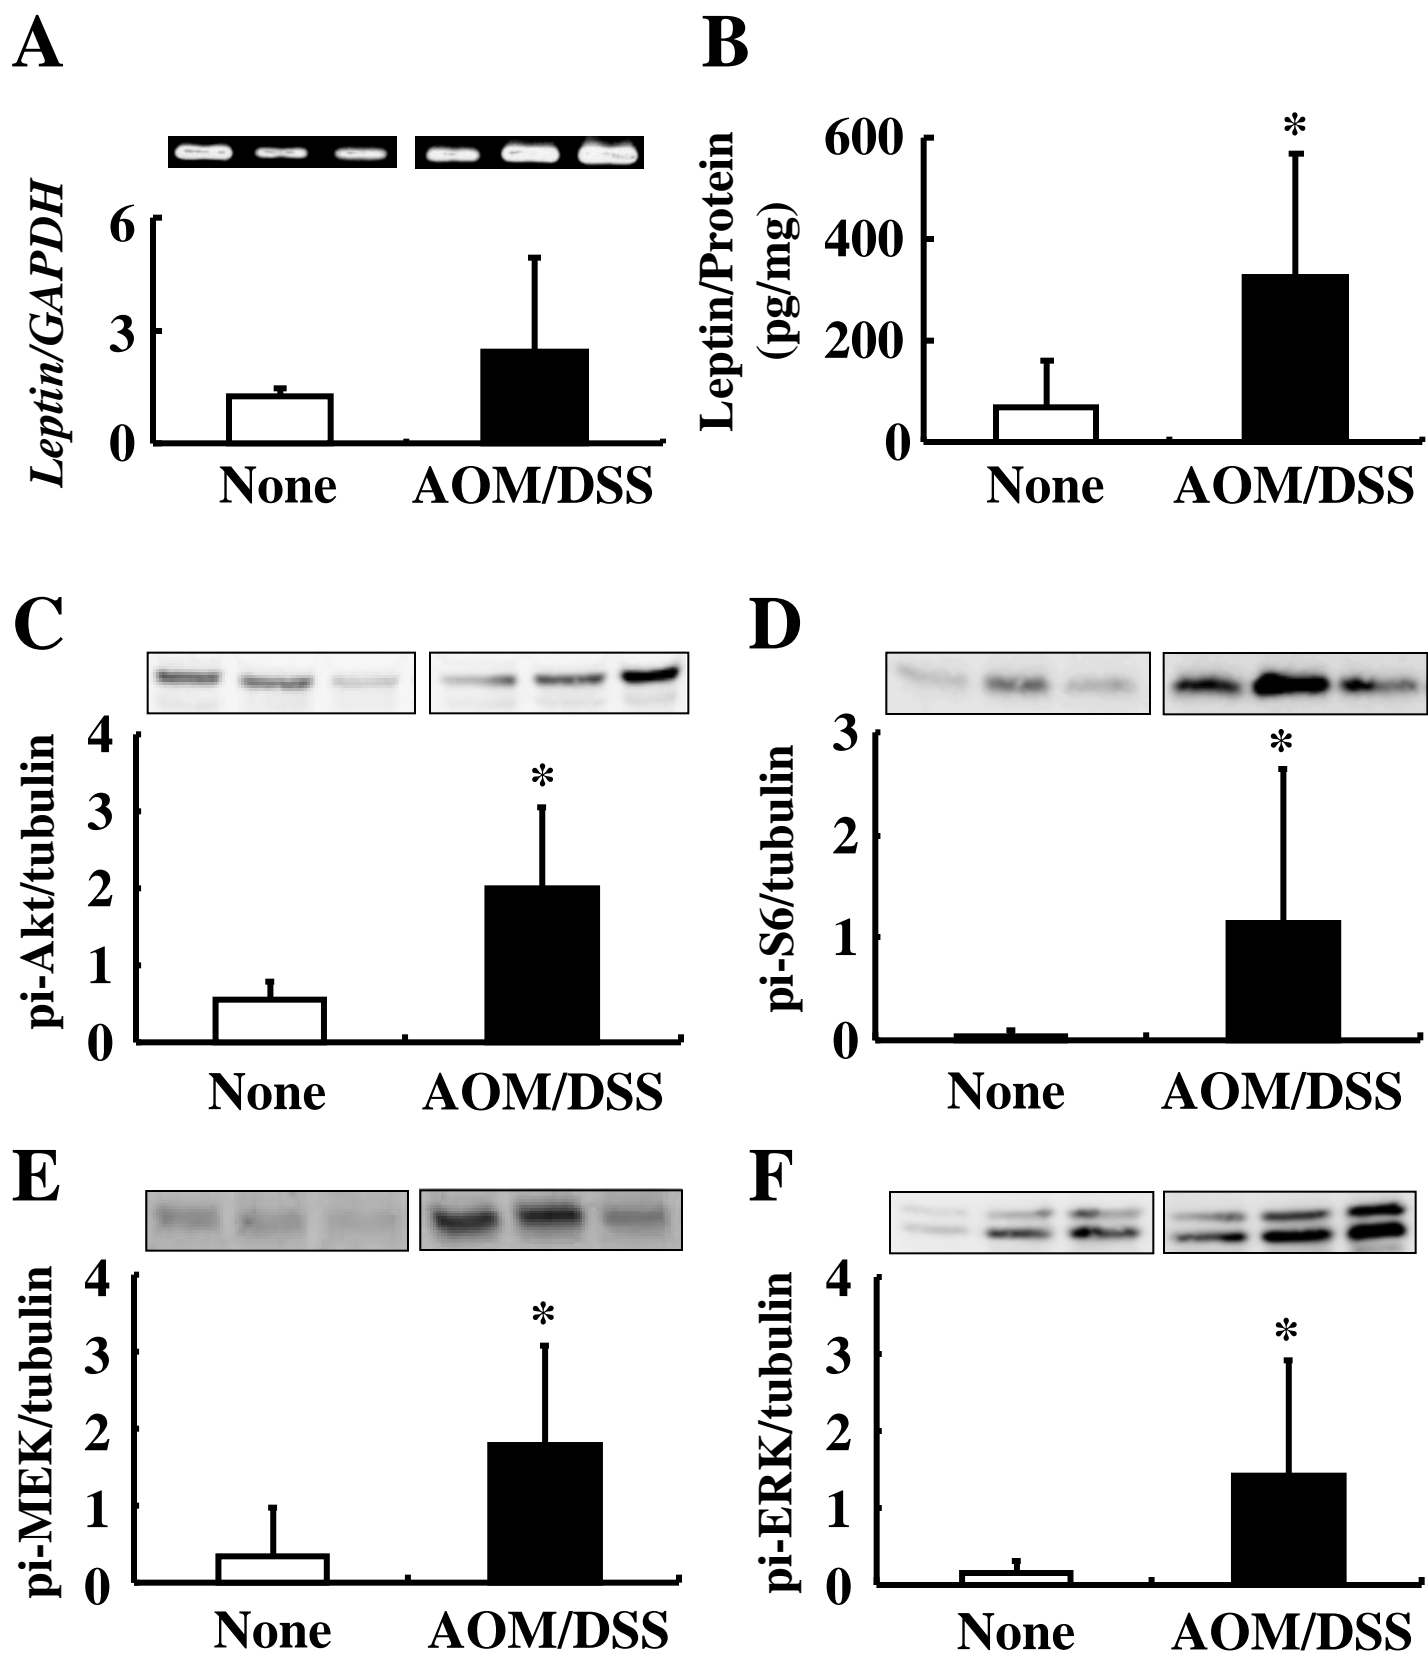 A
Leptin/GAPDH
6
3
0
None AOM/DSS
B
Leptin/Protein
(pg/mg)
600
400
200
0
*
None AOM/DSS
C
pi-Akt/tubulin
4
3
2
1
0
*
None AOM/DSS
D
pi-S6/tubulin
3
2
1
0
*
None AOM/DSS
E
pi-MEK/tubulin
4
3
2
1
0
*
None AOM/DSS
F
pi-ERK/tubulin
4
3
2
1
0
*
None AOM/DSS